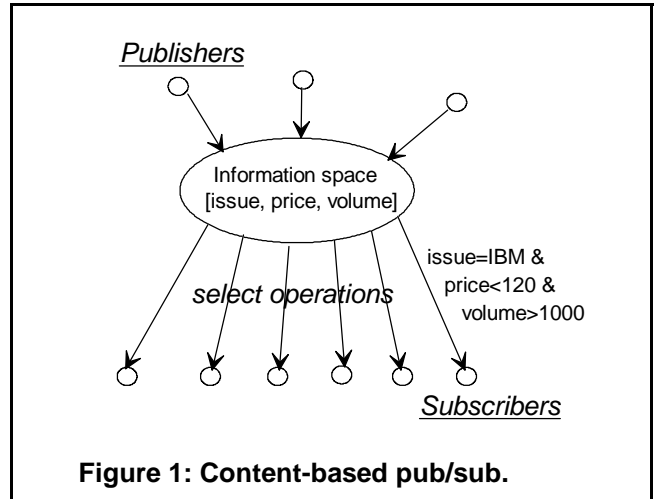 Publishers
Information space
[issue, price, volume]
issue=IBM &
price<120 &
volume>1000
select operations
Subscribers
Figure 1: Content-based pub/sub.